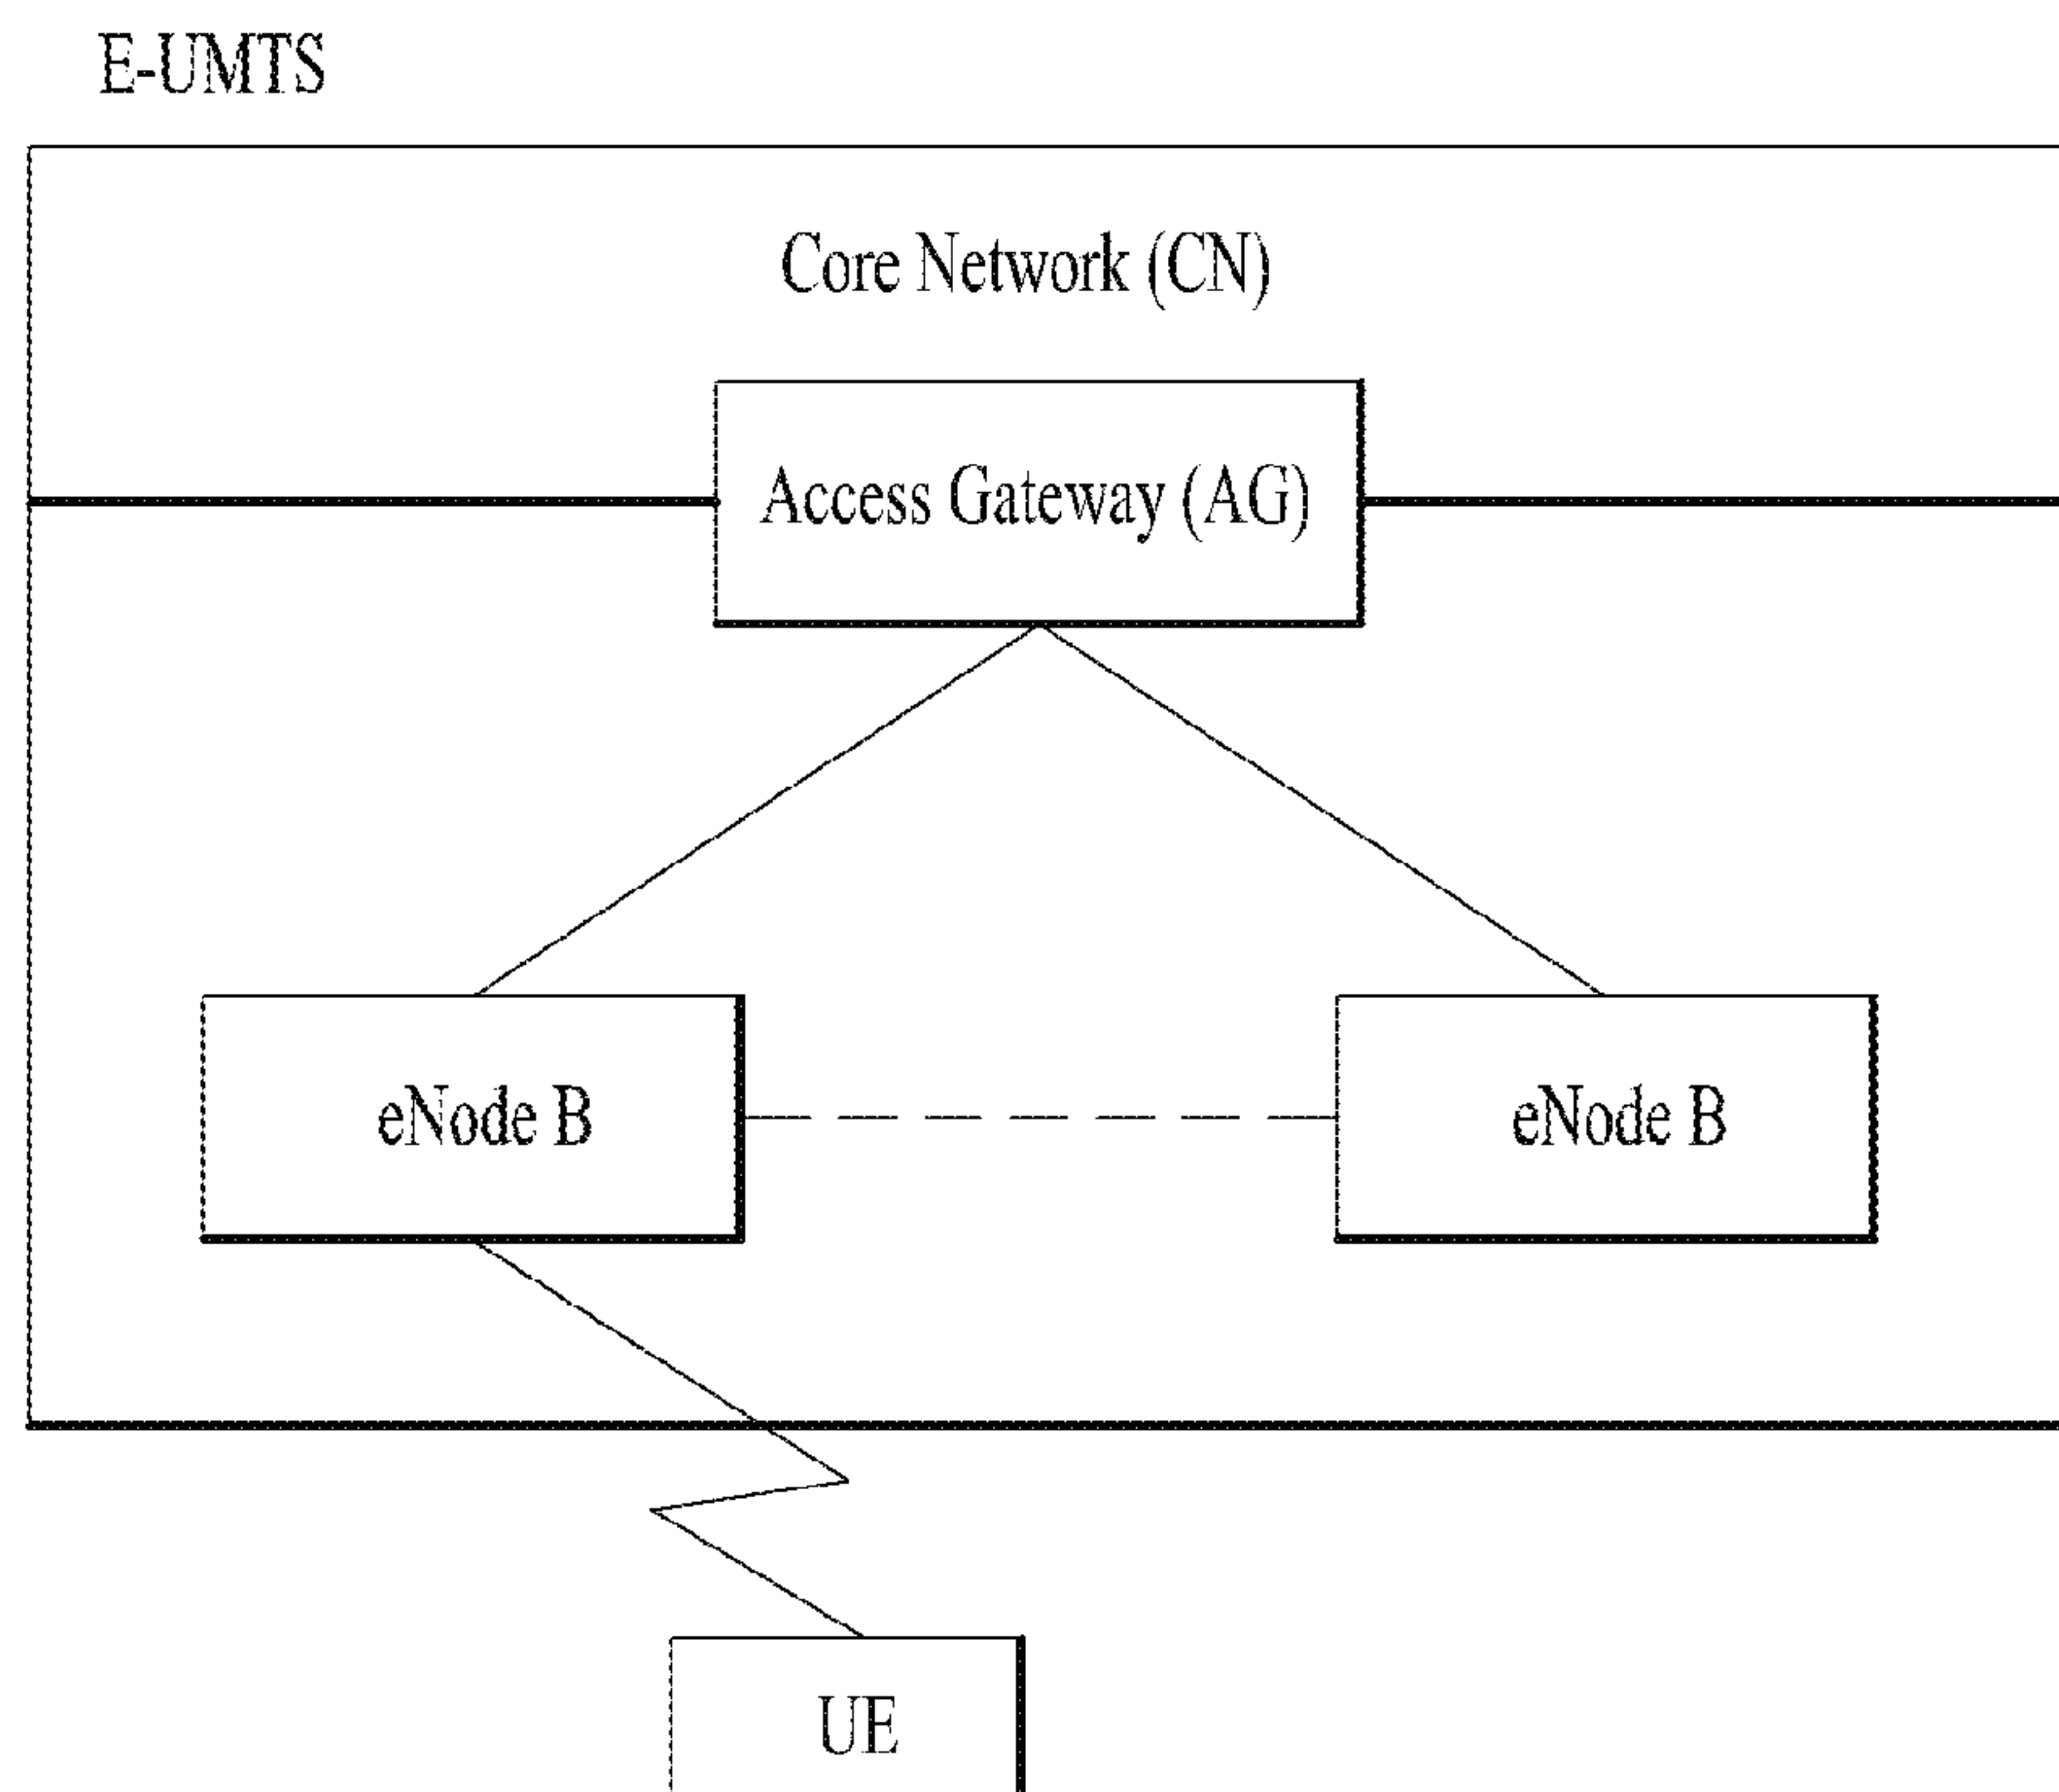 E-UMTS
Core Network (CN)
Access Gateway (AG)
eNode B
eNode B
UE